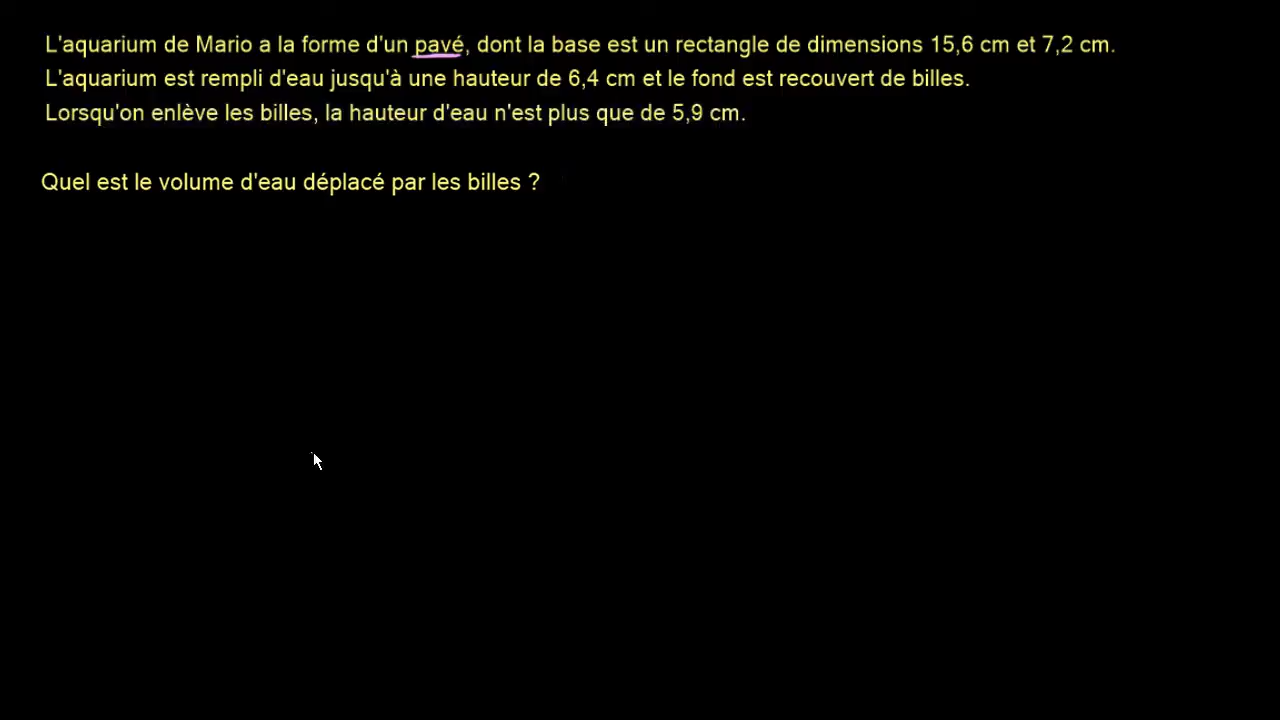 L'aquarium de Mario a la forme d'un pavé, dont la base est un rectangle de dimensions 15,6 cm et 7,2 cm.
L'aquarium est rempli d'eau jusqu'à une hauteur de 6,4 cm et le fond est recouvert de billes.
Lorsqu'on enlève les billes, la hauteur d'eau n'est plus que de 5,9 cm.
Quel est le volume d'eau déplacé par les billes ?